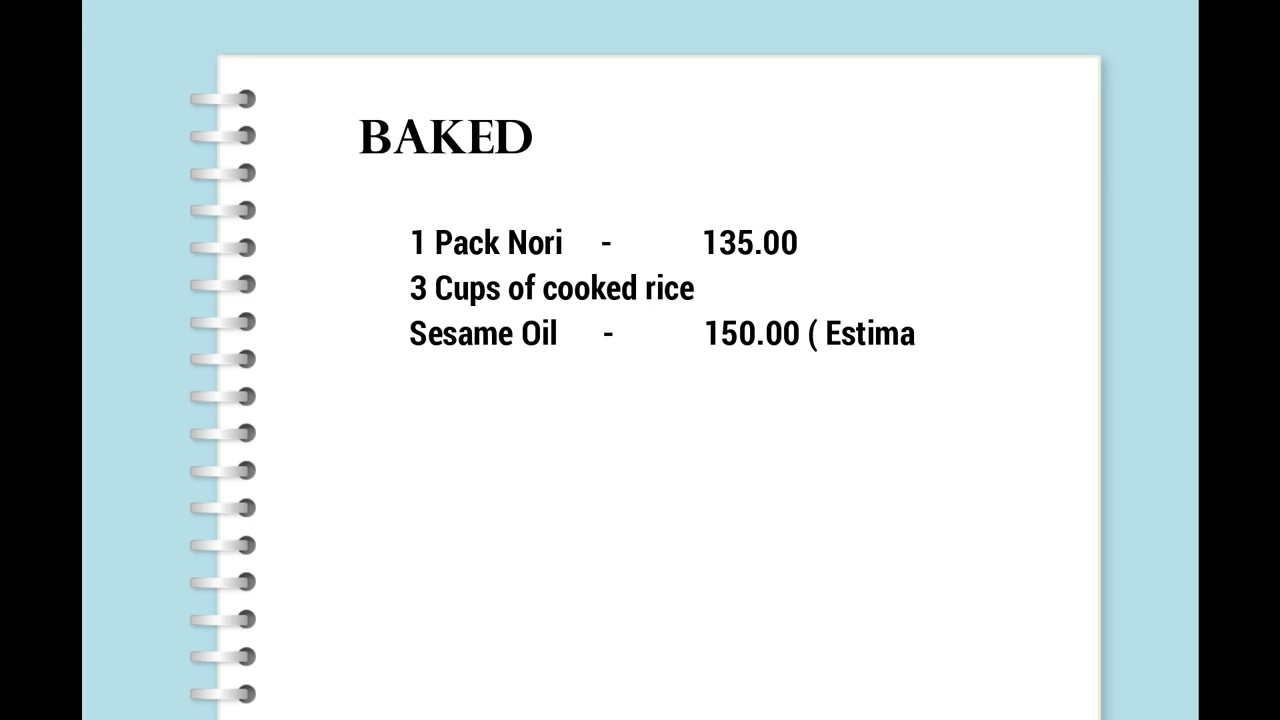 BAKED
1 Pack Nori - 135.00
3 Cups of cooked rice
Sesame Oil - 150.00 ( Estima